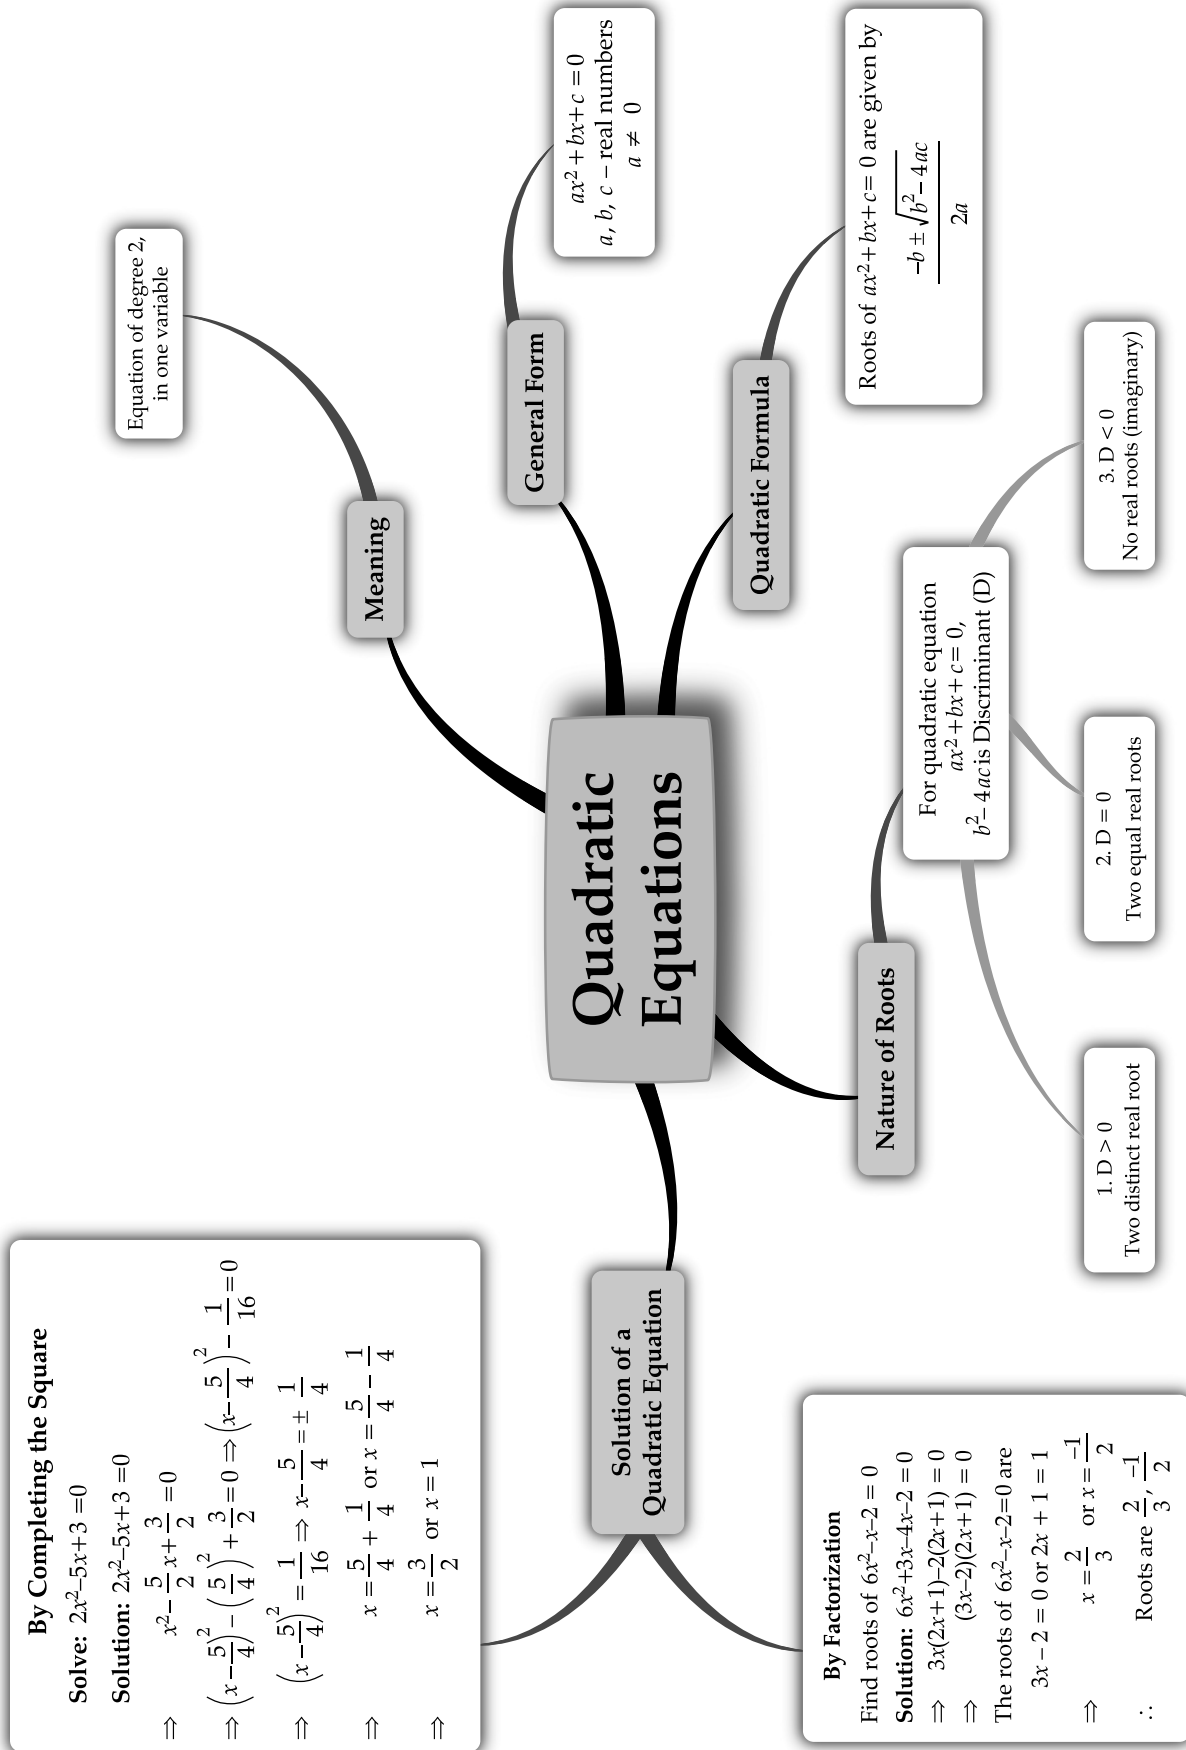 Quadratic
Equations
Meaning
Equation of degree 2,
in one variable
General Form
ax²+bx+c = 0
a, b, c – real numbers
a ≠ 0
Quadratic Formula
Roots of ax²+bx+c= 0 are given by
(–b ± √(b²– 4ac))/2a
Nature of Roots
For quadratic equation
ax²+bx+c= 0,
b²– 4ac is Discriminant (D)
1. D > 0
Two distinct real root
2. D = 0
Two equal real roots
3. D < 0
No real roots (imaginary)
Solution of a
Quadratic Equation
By Completing the Square
Solve: 2x²–5x+3 =0
Solution: 2x²–5x+3 =0
⇒ x²– 5/2 x+ 3/2 =0
⇒ (x– 5/4)² – (5/4)² + 3/2 =0 ⇒ (x– 5/4)² – 1/16 =0
⇒ (x – 5/4)² = 1/16 ⇒ x– 5/4 = ± 1/4
⇒ x = 5/4 + 1/4 or x = 5/4 – 1/4
⇒ x = 3/2 or x = 1
By Factorization
Find roots of 6x²–x–2 = 0
Solution: 6x²+3x–4x–2 = 0
⇒ 3x(2x+1)–2(2x+1) = 0
⇒ (3x–2)(2x+1) = 0
The roots of 6x²–x–2=0 are
3x – 2 = 0 or 2x + 1 = 1
⇒ x = 2/3 or x= –1/2
∴ Roots are 2/3, –1/2